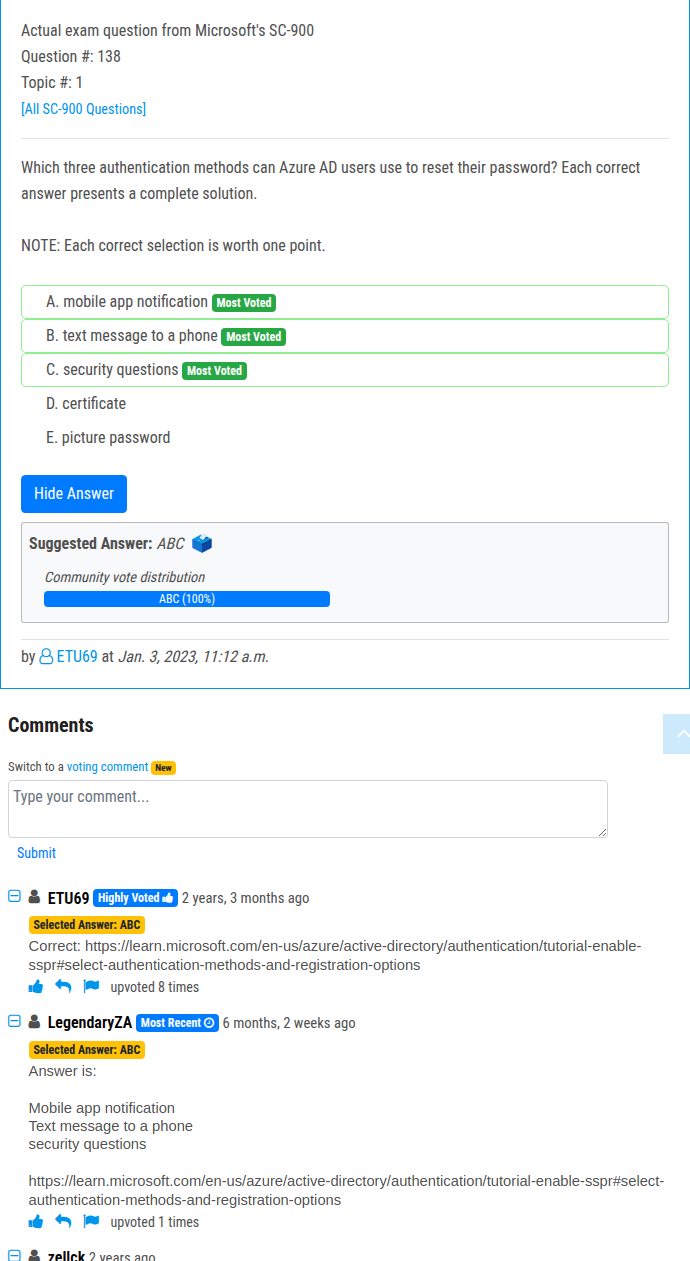 Actual exam question from Microsoft's SC-900
Question #: 138
Topic #: 1
[All SC-900 Questions]
Which three authentication methods can Azure AD users use to reset their password? Each correct
answer presents a complete solution.
NOTE: Each correct selection is worth one point.
A. mobile app notification Most Voted
B. text message to a phone Most Voted
C. security questions Most Voted
D. certificate
E. picture password
Hide Answer
Suggested Answer: ABC
Community vote distribution
ABC (100%)
by ETU69 at Jan. 3, 2023, 11:12 a.m.
Comments
Switch to a voting comment New
Type your comment...
Submit
ETU69 Highly Voted 2 years, 3 months ago
Selected Answer: ABC
Correct: https://learn.microsoft.com/en-us/azure/active-directory/authentication/tutorial-enable-
sspr#select-authentication-methods-and-registration-options
upvoted 8 times
LegendaryZA Most Recent 6 months, 2 weeks ago
Selected Answer: ABC
Answer is:
Mobile app notification
Text message to a phone
security questions
https://learn.microsoft.com/en-us/azure/active-directory/authentication/tutorial-enable-sspr#select-
authentication-methods-and-registration-options
upvoted 1 times
zellck 2 years ago